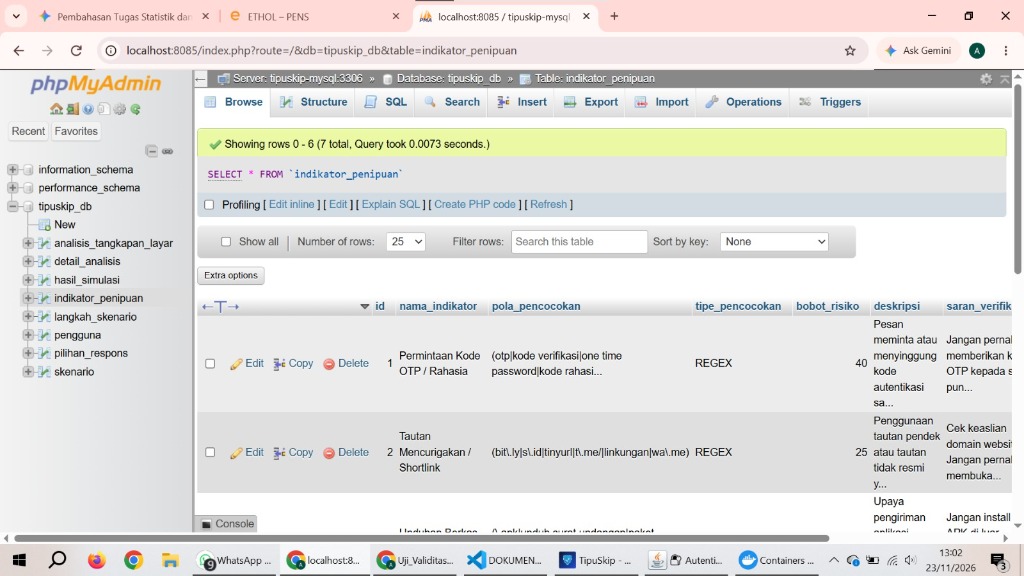 Pembahasan Tugas Statistik dan
ETHOL – PENS
localhost:8085 / tipuskip-mysql
localhost:8085/index.php?route=/&db=tipuskip_db&table=indikator_penipuan
Ask Gemini
A
phpMyAdmin
Recent Favorites
information_schema
performance_schema
tipuskip_db
New
analisis_tangkapan_layar
detail_analisis
hasil_simulasi
indikator_penipuan
langkah_skenario
pengguna
pilihan_respons
skenario
Server: tipuskip-mysql:3306 » Database: tipuskip_db » Table: indikator_penipuan
Browse Structure SQL Search Insert Export Import Operations Triggers
Showing rows 0 - 6 (7 total, Query took 0.0073 seconds.)
SELECT * FROM `indikator_penipuan`
Profiling [ Edit inline ] [ Edit ] [ Explain SQL ] [ Create PHP code ] [ Refresh ]
Show all Number of rows: 25 Filter rows: Search this table Sort by key: None
Extra options
←T→ id nama_indikator pola_pencocokan tipe_pencocokan bobot_risiko deskripsi saran_verifik
Edit Copy Delete 1
Permintaan Kode
OTP / Rahasia
(otp|kode verifikasi|one time
password|kode rahasi...
REGEX
40
Pesan
meminta atau
menyinggung
kode
autentikasi
sa...
Jangan pernal
memberikan k
OTP kepada s
pun...
Edit Copy Delete 2
Tautan
Mencurigakan /
Shortlink
(bit\.ly|s\.id|tinyurl|t\.me/|linkungan|wa\.me)
REGEX
25
Penggunaan
tautan pendek
atau tautan
tidak resmi
y...
Cek keaslian
domain websi
Jangan pernal
membuka...
Upaya
pengiriman
Jangan install
Console
WhatsApp ...
localhost:8...
Uji_Validitas...
DOKUMEN...
TipuSkip - ...
Autenti...
Containers ...
13:02
23/11/2026
3